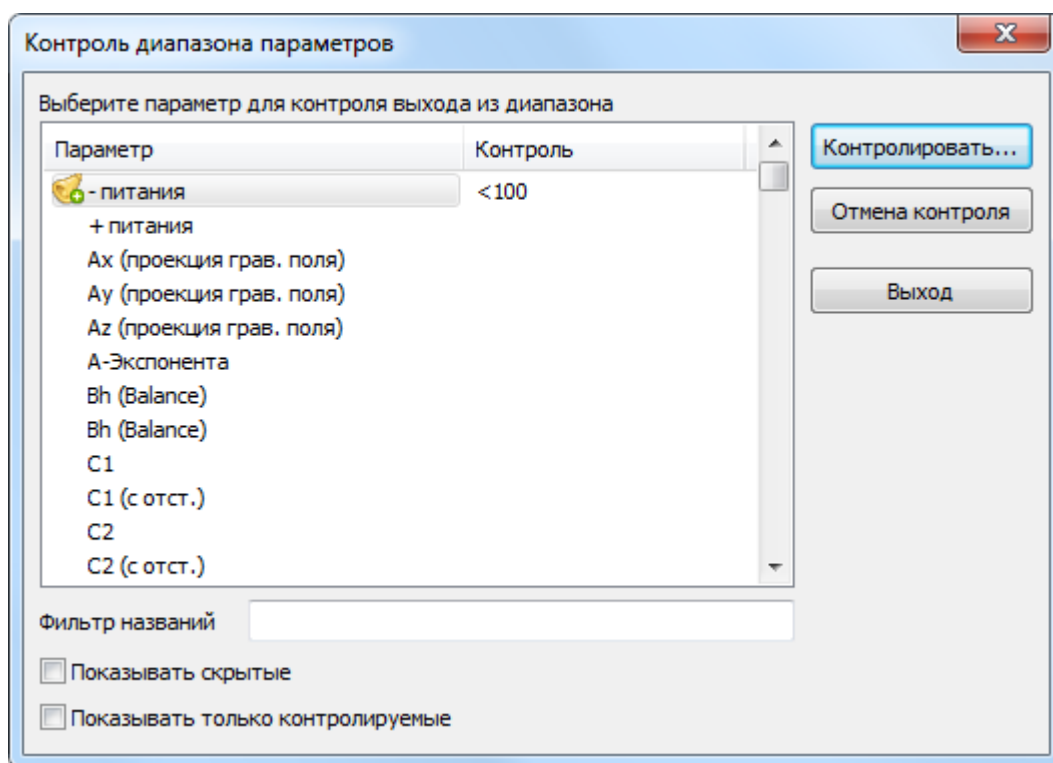 Контроль диапазона параметров
Выберите параметр для контроля выхода из диапазона
Параметр Контроль
- питания <100
+ питания
Ax (проекция грав. поля)
Ay (проекция грав. поля)
Az (проекция грав. поля)
A-Экспонента
Bh (Balance)
Bh (Balance)
C1
C1 (с отст.)
C2
C2 (с отст.)
Контролировать...
Отмена контроля
Выход
Фильтр названий
Показывать скрытые
Показывать только контролируемые